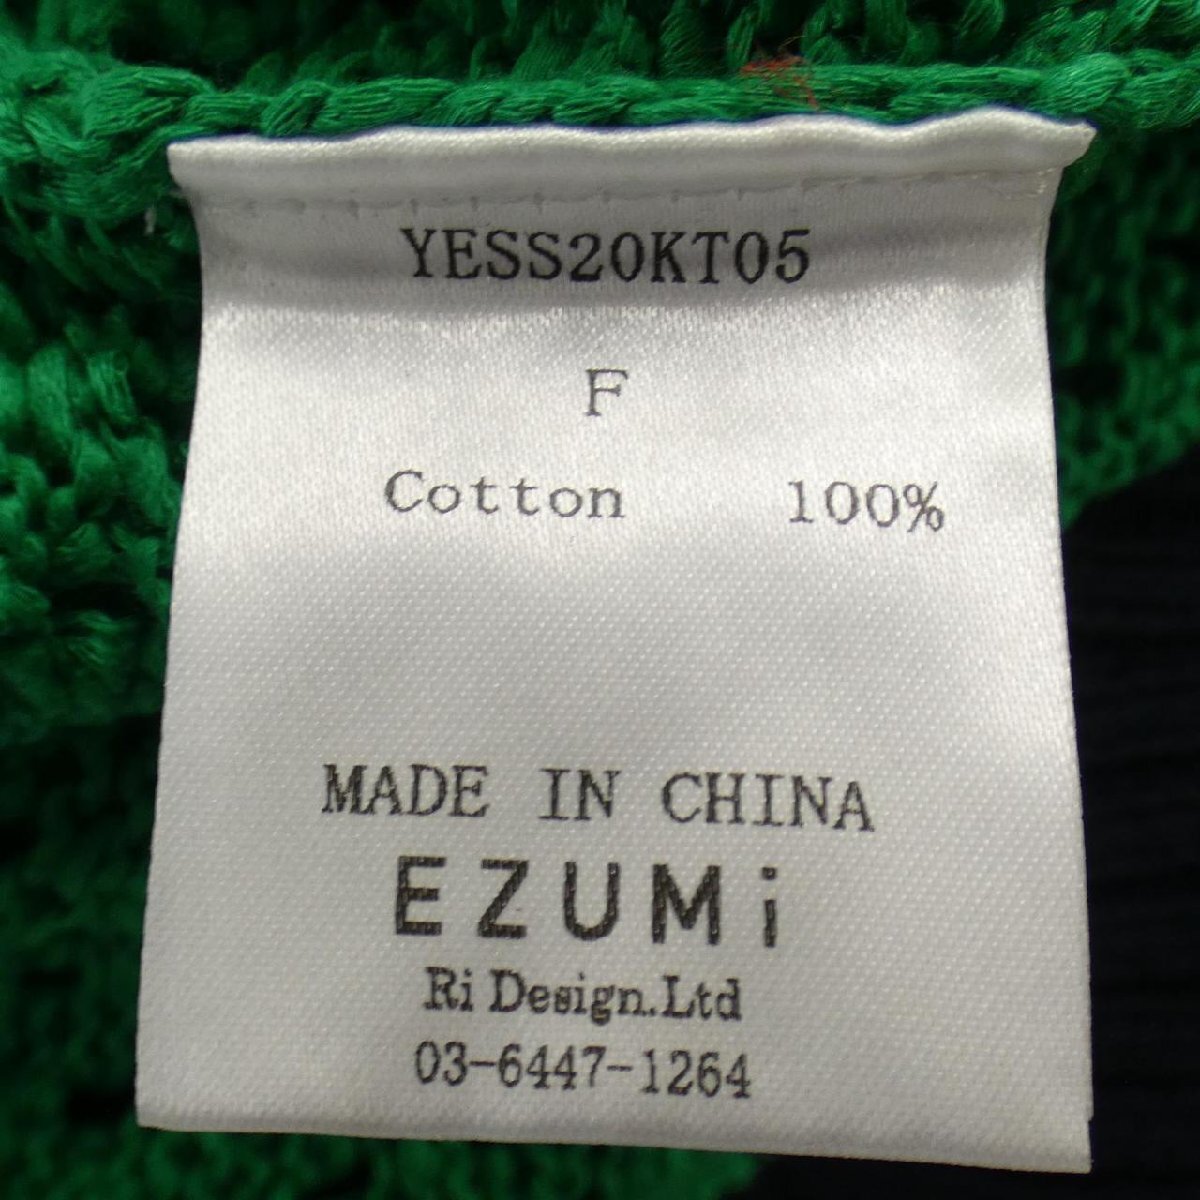 YESS20KT05
F
Cotton 100%
MADE IN CHINA
EZUMi
Ri Design.Ltd
03-6447-1264